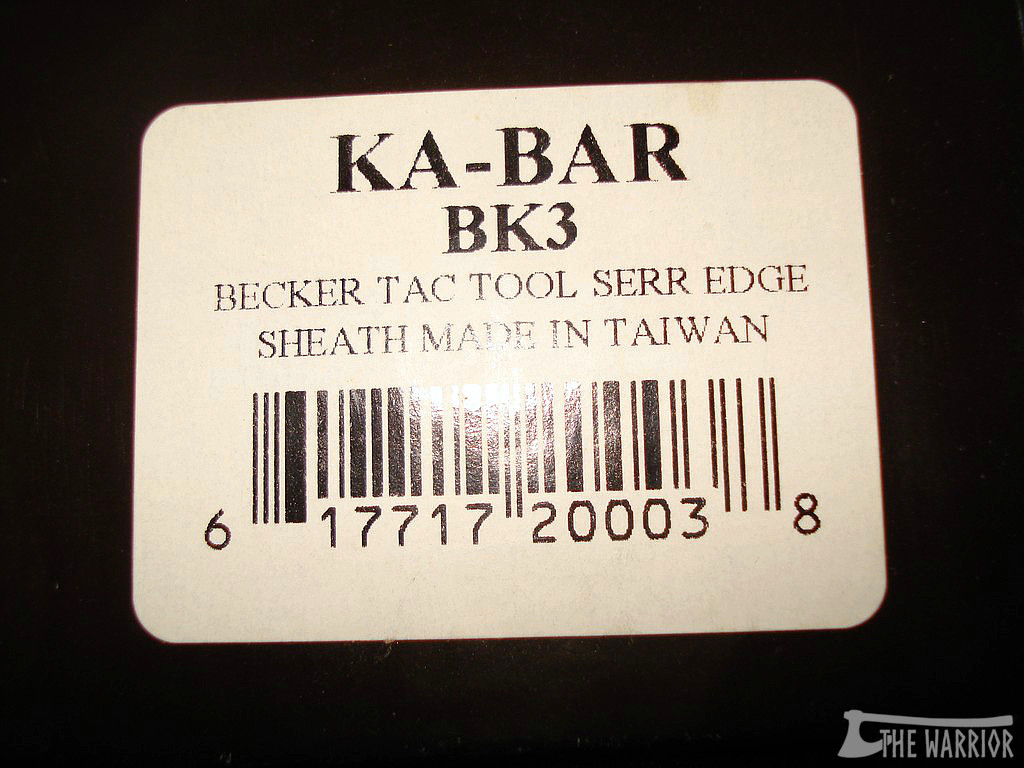 KA-BAR
BK3
BECKER TAC TOOL SERR EDGE
SHEATH MADE IN TAIWAN
6 17717 20003 8
THE WARRIOR